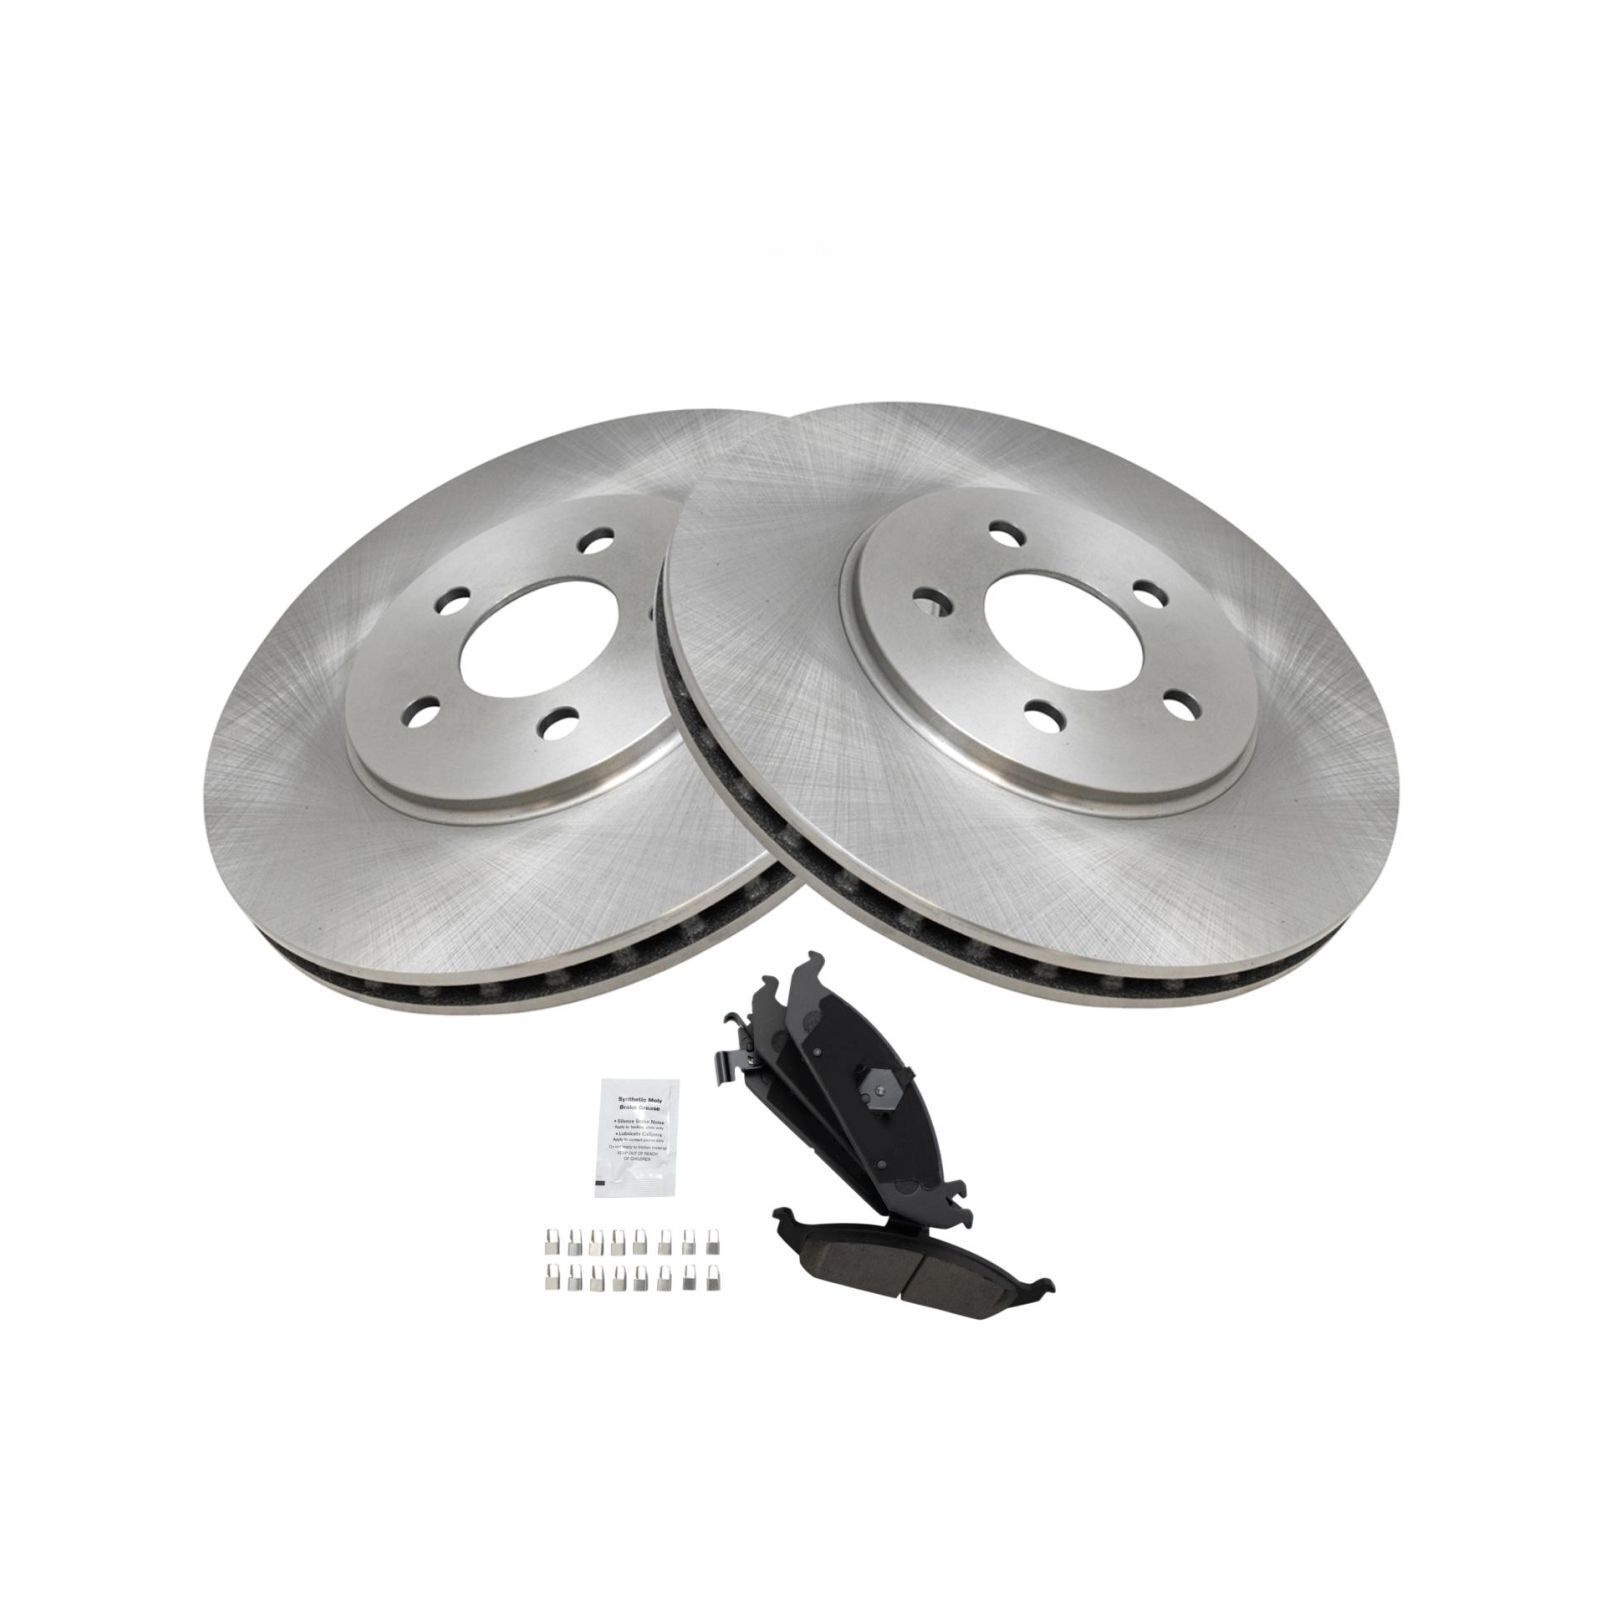 Synthetic Moly
Brake Grease
• Silence Brake Noise
Apply to backing plate only
• Lubricate Calipers
Apply to contact points only
Do not apply to friction material
KEEP OUT OF REACH
OF CHILDREN